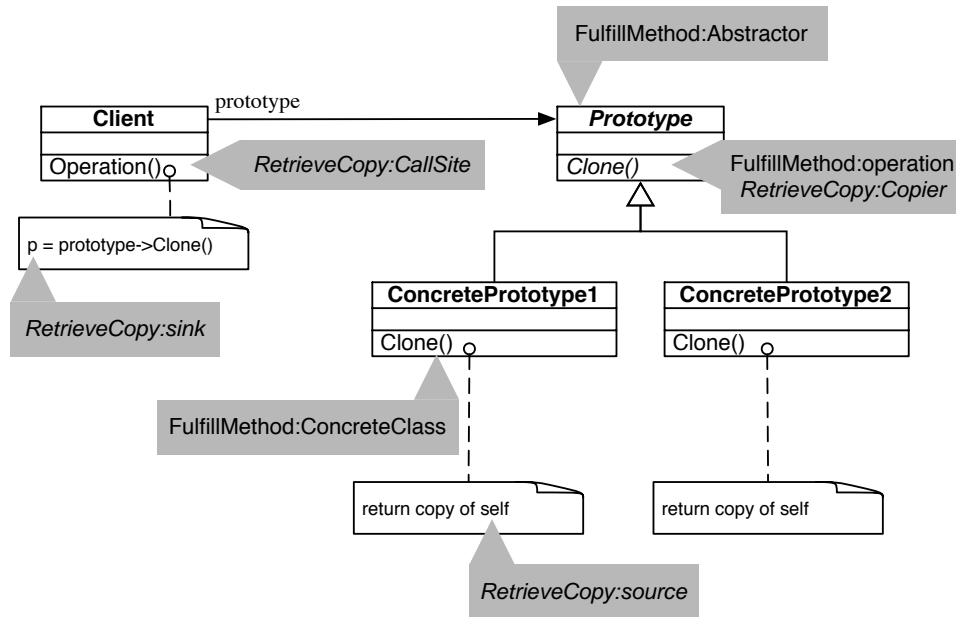 FulfillMethod:Abstractor
prototype
Client
Prototype
Operation()
RetrieveCopy:CallSite
Clone()
FulfillMethod:operation
RetrieveCopy:Copier
p = prototype->Clone()
ConcretePrototype1
ConcretePrototype2
RetrieveCopy:sink
Clone()
Clone()
FulfillMethod:ConcreteClass
return copy of self
return copy of self
RetrieveCopy:source